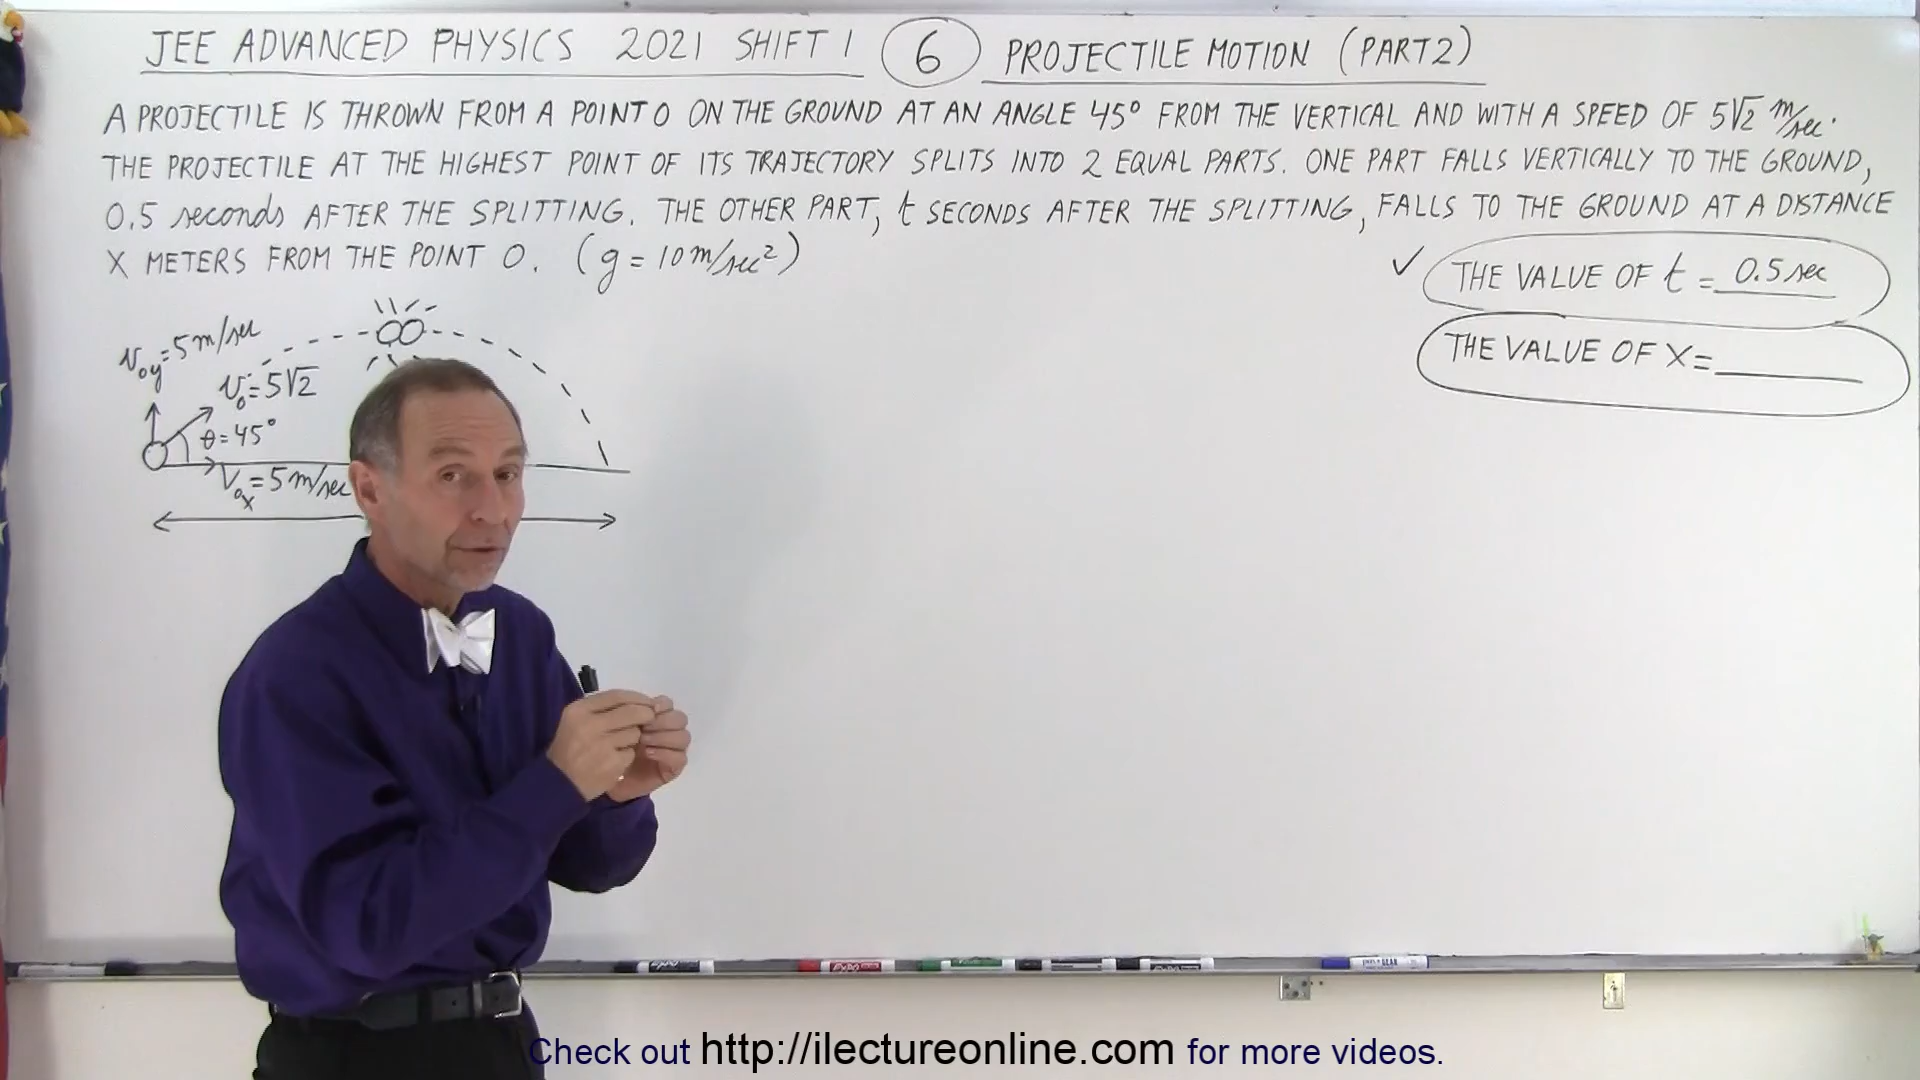 JEE ADVANCED PHYSICS 2021 SHIFT 1 6 PROJECTILE MOTION (PART 2)
A PROJECTILE IS THROWN FROM A POINT O ON THE GROUND AT AN ANGLE 45° FROM THE VERTICAL AND WITH A SPEED OF 5√2 m/sec.
THE PROJECTILE AT THE HIGHEST POINT OF ITS TRAJECTORY SPLITS INTO 2 EQUAL PARTS. ONE PART FALLS VERTICALLY TO THE GROUND,
0.5 seconds AFTER THE SPLITTING. THE OTHER PART, t SECONDS AFTER THE SPLITTING, FALLS TO THE GROUND AT A DISTANCE
X METERS FROM THE POINT O. (g = 10 m/sec²)
✓ THE VALUE OF t = 0.5 sec
THE VALUE OF X =
v₀y = 5 m/sec
v₀ = 5√2
θ = 45°
V₀x = 5 m/sec
EXPO
Check out http://ilectureonline.com for more videos.